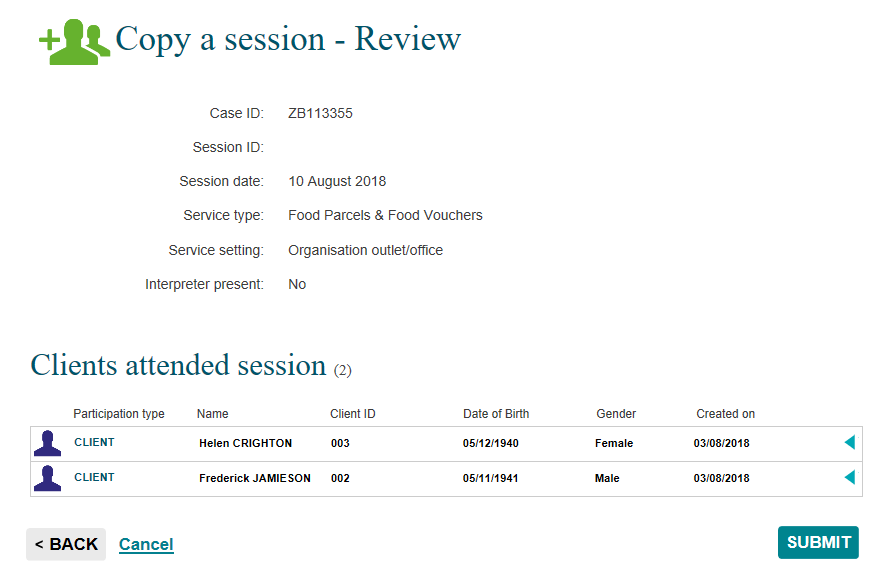 Copy a session - Review
Case ID: ZB113355
Session ID:
Session date: 10 August 2018
Service type: Food Parcels & Food Vouchers
Service setting: Organisation outlet/office
Interpreter present: No
Clients attended session (2)
Participation type Name Client ID Date of Birth Gender Created on
CLIENT Helen CRIGHTON 003 05/12/1940 Female 03/08/2018
CLIENT Frederick JAMIESON 002 05/11/1941 Male 03/08/2018
< BACK Cancel SUBMIT